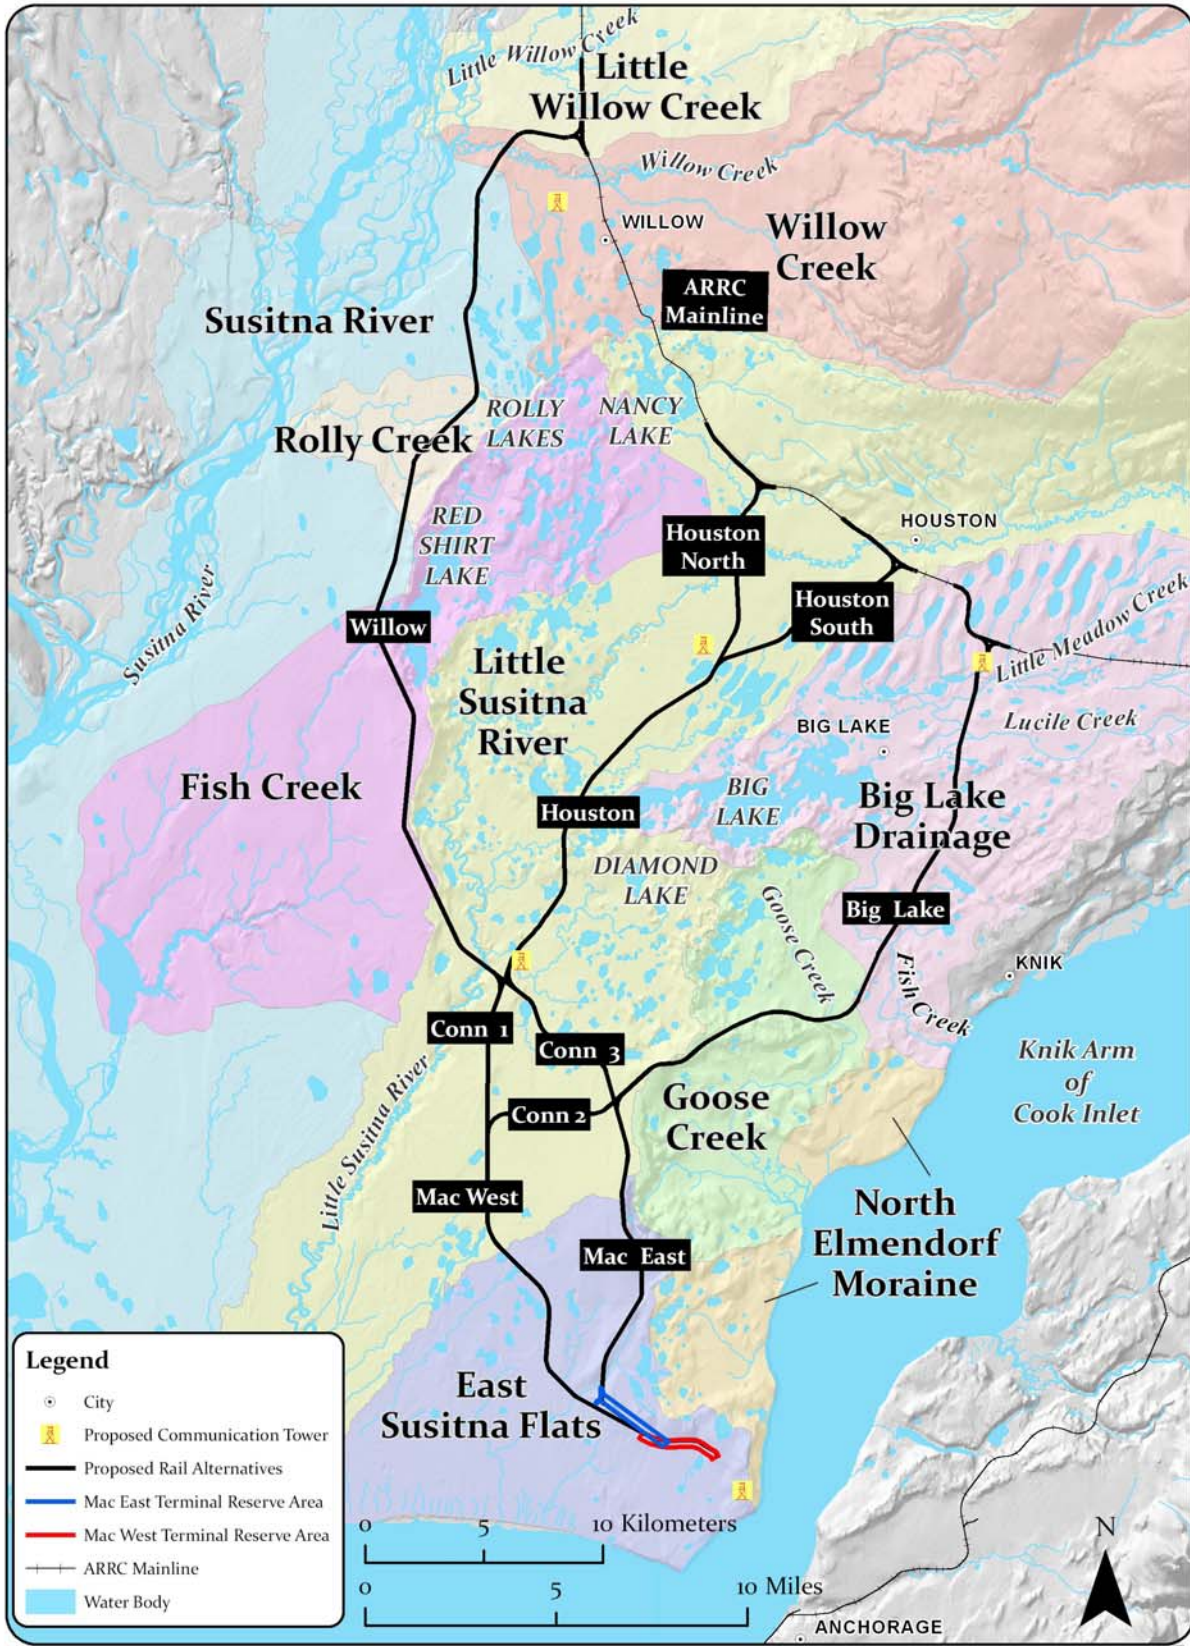 Little Willow Creek
Little
Willow Creek
Willow Creek
WILLOW
Willow
Creek
ARRC
Mainline
Susitna River
ROLLY
LAKES
NANCY
LAKE
Rolly Creek
RED
SHIRT
LAKE
HOUSTON
Houston
North
Houston
South
Susitna River
Willow
Little Meadow Creek
Little
Susitna
River
Lucile Creek
BIG LAKE
Fish Creek
BIG
LAKE
Big Lake
Drainage
Houston
DIAMOND
LAKE
Goose Creek
Big Lake
Fish Creek
KNIK
Conn 1
Conn 3
Knik Arm
of
Cook Inlet
Little Susitna River
Conn 2
Goose
Creek
Mac West
North
Elmendorf
Moraine
Mac East
East
Susitna Flats
Legend
City
Proposed Communication Tower
Proposed Rail Alternatives
Mac East Terminal Reserve Area
Mac West Terminal Reserve Area
ARRC Mainline
Water Body
0 5 10 Kilometers
0 5 10 Miles
N
ANCHORAGE